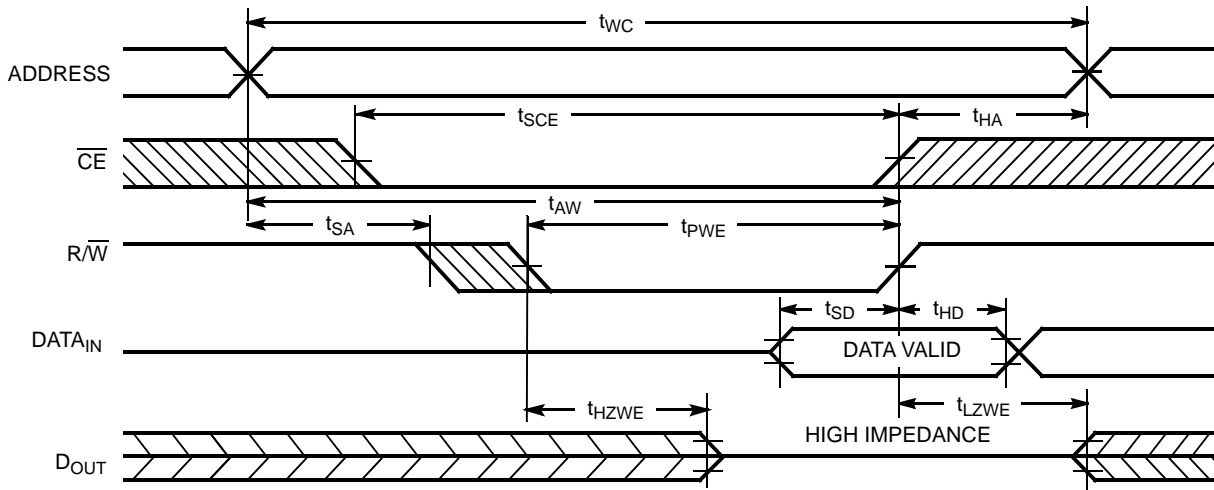 tWC
ADDRESS
tSCE
tHA
CE
tAW
tSA
tPWE
R/W
tSD
tHD
DATAIN
DATA VALID
tHZWE
tLZWE
HIGH IMPEDANCE
DOUT